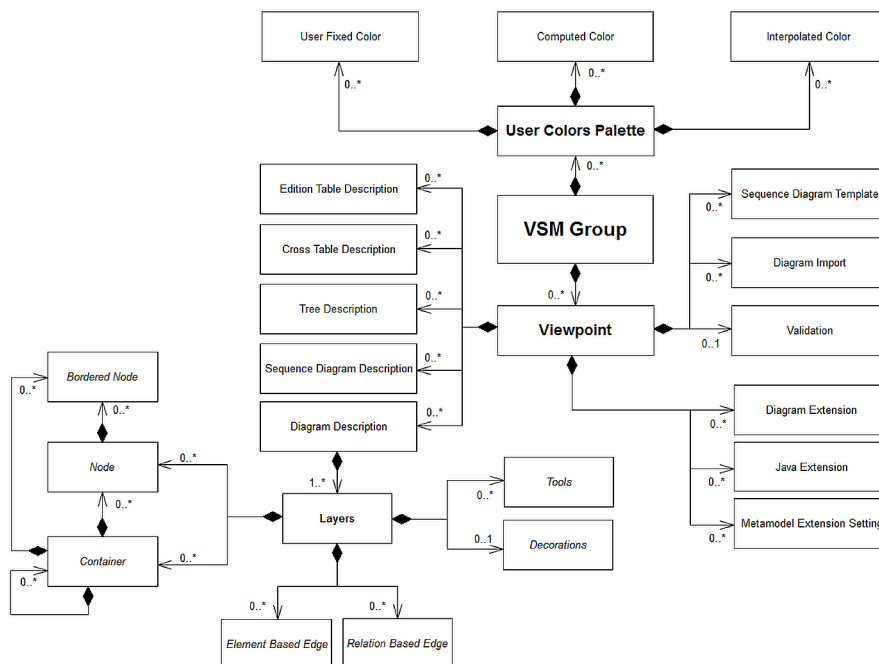 User Fixed Color
Computed Color
Interpolated Color
0..*
0..*
0..*
User Colors Palette
0..*
Edition Table Description
0..*
VSM Group
Sequence Diagram Template
0..*
Cross Table Description
0..*
Diagram Import
0..*
0..*
Tree Description
0..*
Viewpoint
Validation
0..1
Sequence Diagram Description
0..*
Bordered Node
0..*
0..*
Diagram Description
0..*
Diagram Extension
0..*
Node
0..*
0..*
1..*
Tools
0..*
Java Extension
0..*
Layers
Metamodel Extension Setting
0..*
Container
0..*
0..*
Decorations
0..1
0..*
0..*
Element Based Edge
Relation Based Edge